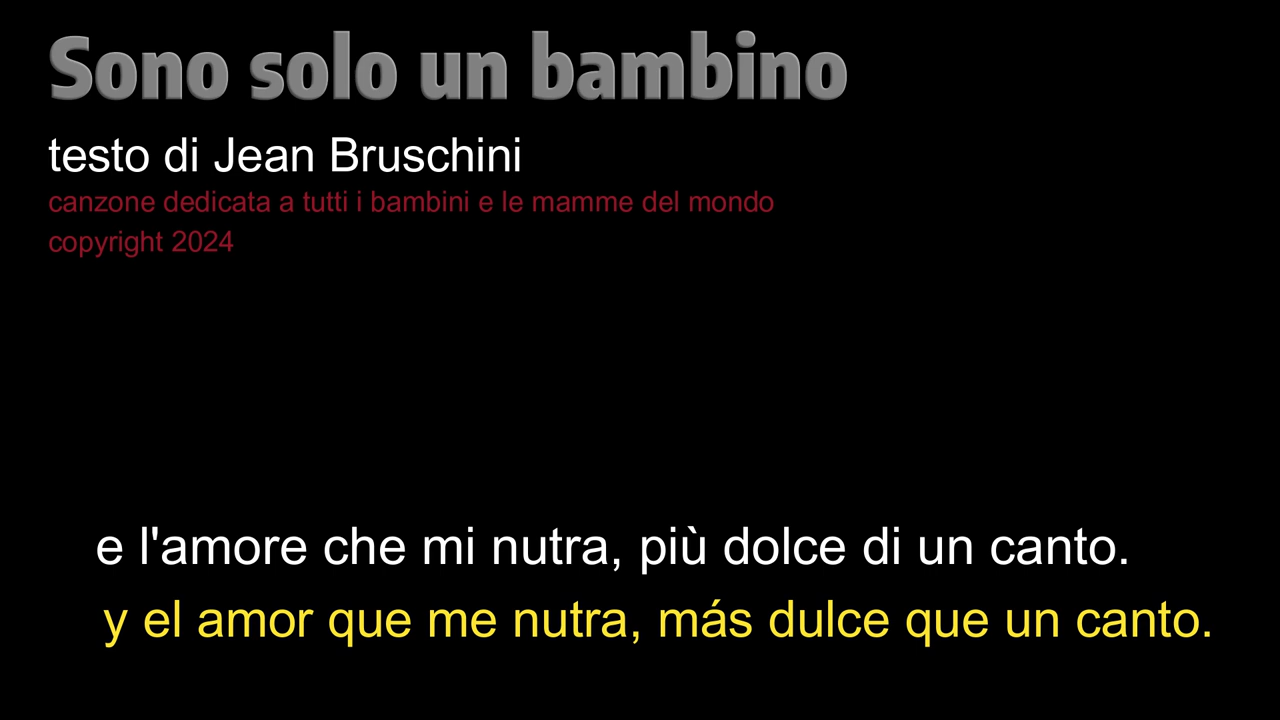 Sono solo un bambino
testo di Jean Bruschini
canzone dedicata a tutti i bambini e le mamme del mondo
copyright 2024
e l'amore che mi nutra, più dolce di un canto.
y el amor que me nutra, más dulce que un canto.